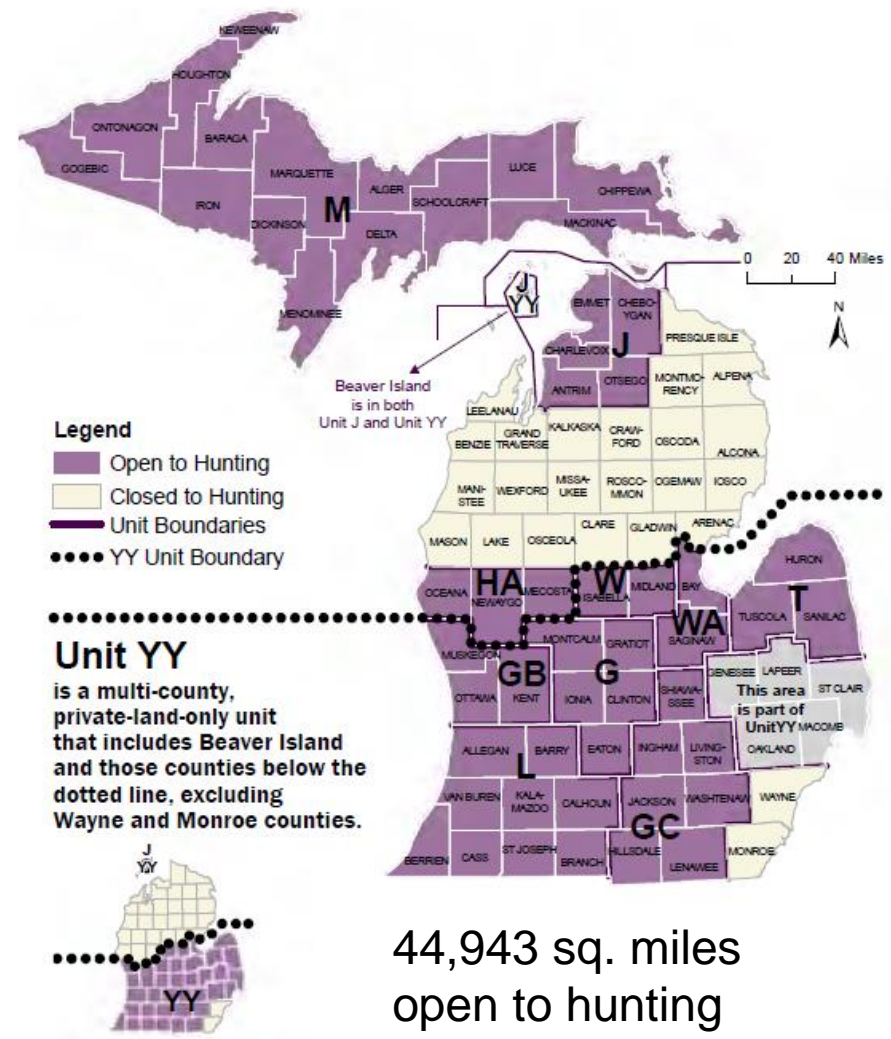 KEWEENAW
HOUGHTON
ONTONAGON
BARAGA
GOGEBIC
MARQUETTE
LUCE
ALGER
CHIPPEWA
SCHOOLCRAFT
IRON
M
DICKINSON
MACKINAC
DELTA
0 20 40 Miles
MENOMINEE
J
YY
EMMET
CHEBO-
YGAN
N
PRESQUE ISLE
CHARLEVOIX
J
Beaver Island
is in both
Unit J and Unit YY
ANTRIM
OTSEGO
MONTMO-
RENCY
ALPENA
LEELANAU
Legend
Open to Hunting
Closed to Hunting
Unit Boundaries
YY Unit Boundary
BENZIE
GRAND
TRAVERSE
KALKASKA
CRAW-
FORD
OSCODA
ALCONA
MANI-
STEE
WEXFORD
MISSA-
UKEE
ROSCO-
MMON
OGEMAW
IOSCO
MASON
LAKE
OSCEOLA
CLARE
GLADWIN
ARENAC
HURON
OCEANA
HA
NEWAYGO
MECOSTA
W
ISABELLA
MIDLAND
BAY
T
TUSCOLA
SANILAC
WA
SAGINAW
MUSKEGON
MONTCALM
GRATIOT
GB
G
OTTAWA
KENT
IONIA
CLINTON
SHIAWA-
SSEE
GENESEE
LAPEER
ST CLAIR
This area
is part of
UnitYY
MACOMB
OAKLAND
Unit YY
is a multi-county,
private-land-only unit
that includes Beaver Island
and those counties below the
dotted line, excluding
Wayne and Monroe counties.
ALLEGAN
BARRY
EATON
INGHAM
LIVING-
STON
L
VAN BUREN
KALA-
MAZOO
CALHOUN
JACKSON
WASHTENAW
WAYNE
GC
BERRIEN
CASS
ST JOSEPH
BRANCH
HILLSDALE
LENAWEE
MONROE
J
YY
YY
44,943 sq. miles
open to hunting